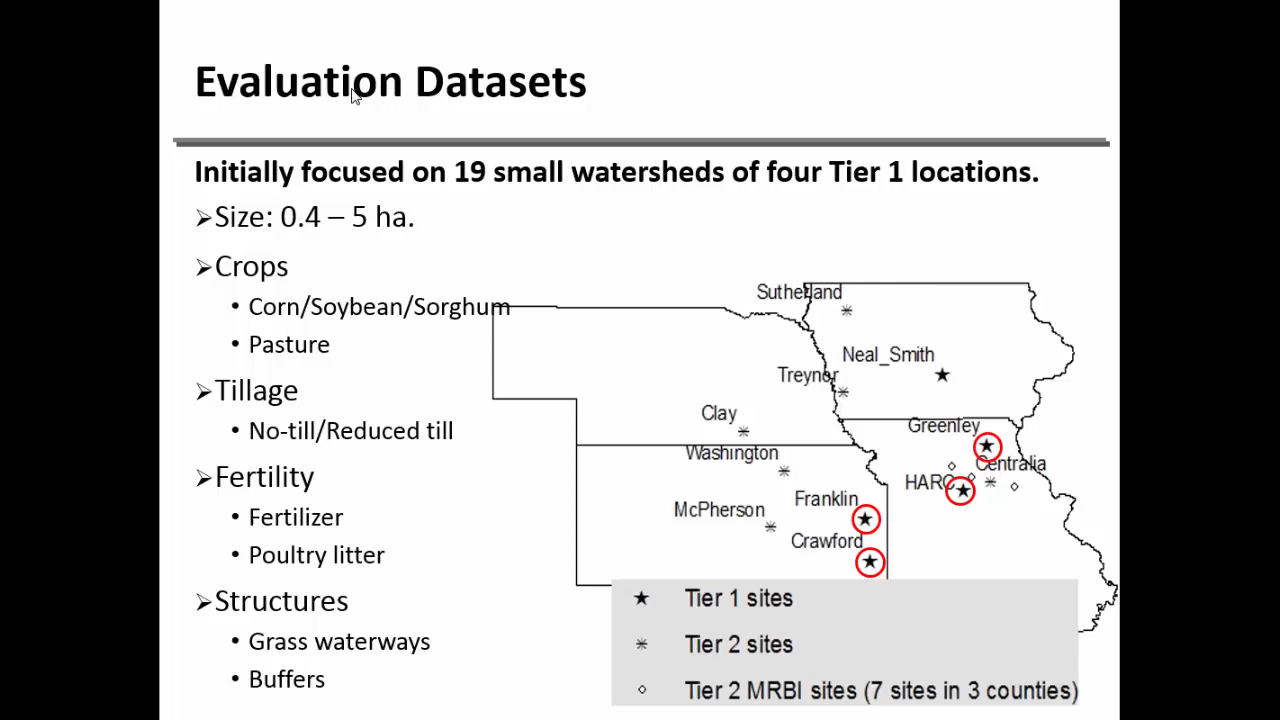 Evaluation Datasets
Initially focused on 19 small watersheds of four Tier 1 locations.
➢Size: 0.4 – 5 ha.
➢Crops
• Corn/Soybean/Sorghum
• Pasture
➢Tillage
• No-till/Reduced till
➢Fertility
• Fertilizer
• Poultry litter
➢Structures
• Grass waterways
• Buffers
Sutherland
Neal_Smith
Treynor
Clay
Greenley
Washington
Centralia
HARC
Franklin
McPherson
Crawford
Tier 1 sites
Tier 2 sites
Tier 2 MRBI sites (7 sites in 3 counties)